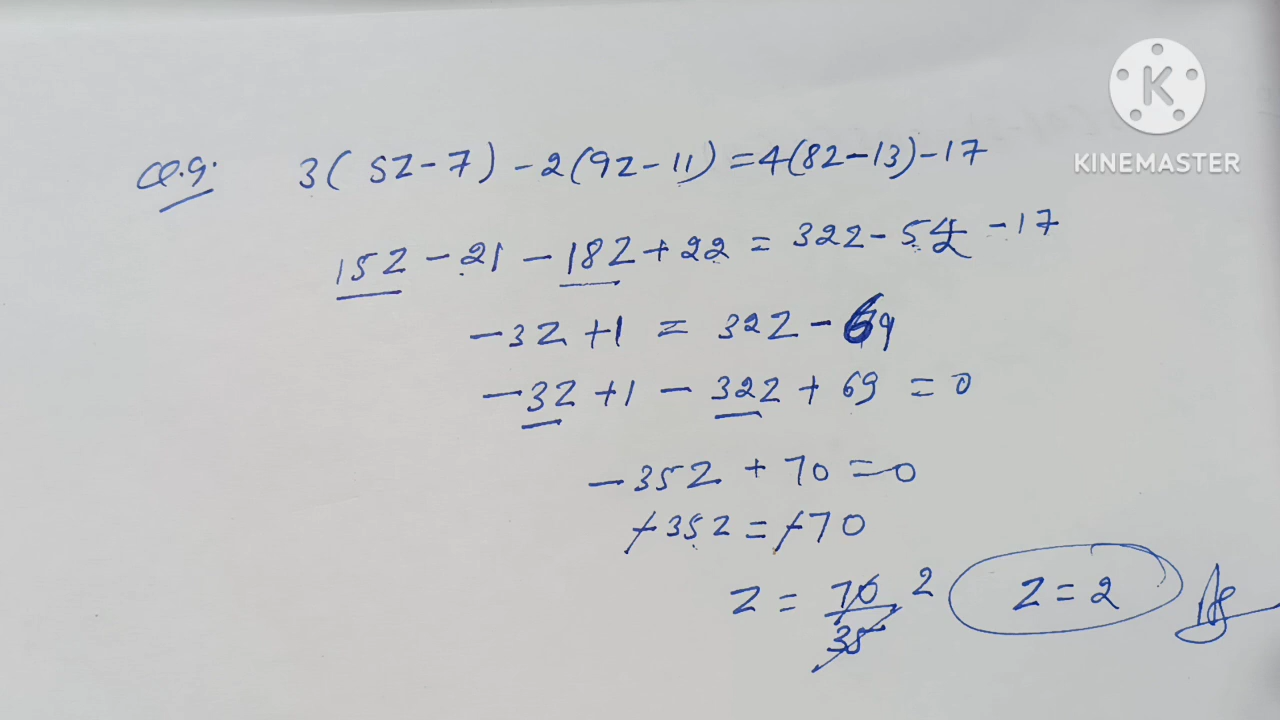 Q.9. 3(5Z-7)-2(9Z-11)=4(8Z-13)-17
KINEMASTER
15Z-21-18Z+22=32Z-52-17
-3Z+1=32Z-69
-3Z+1-32Z+69=0
-35Z+70=0
-35Z=-70
Z=70/35 2 Z=2